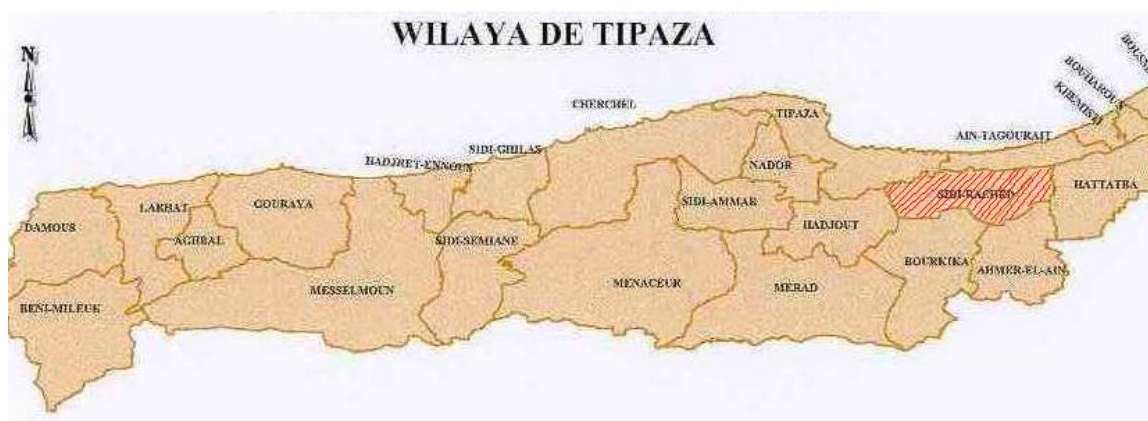 WILAYA DE TIPAZA
N
BOUHAROUN
KHEMISTI
CHERCHEL
TIPAZA
AIN-TAGOURAIT
SIDI-GHILAS
HADJRET-ENNOUS
NADOR
SIDI-RACHED
HATTATBA
LARHAT
GOURAYA
SIDI-AMMAR
DAMOUS
AGHBAL
SIDI-SEMIANE
HADJOUT
BOURKIKA
AHMER-EL-AIN
MESSELMOUN
MENACEUR
MERAD
BENI-MILEUK